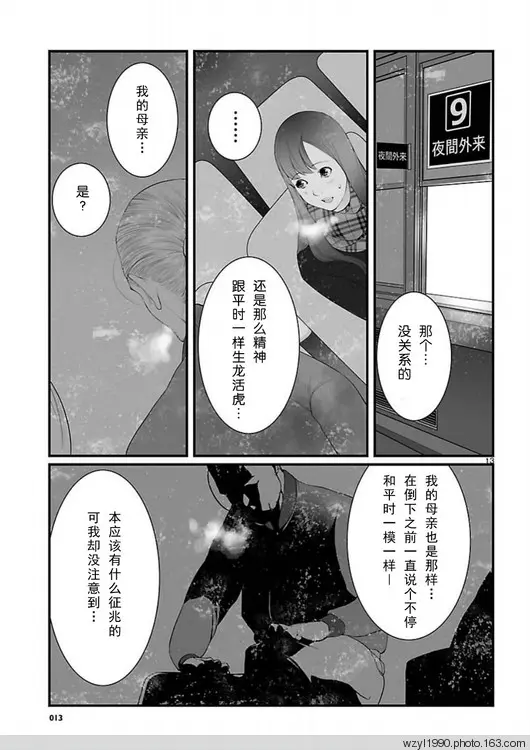 9
夜間外来
夜間外来
那个…
没关系的
……
还是那么精神
跟平时一样生
龙活虎…
我的母亲…
是?
13
我的母亲也是那样…
在倒下之前一直说个不停
和平时一模一样—
本应该有什么征兆的
可我却没注意到…
013
wzyl1990.photo.163.com